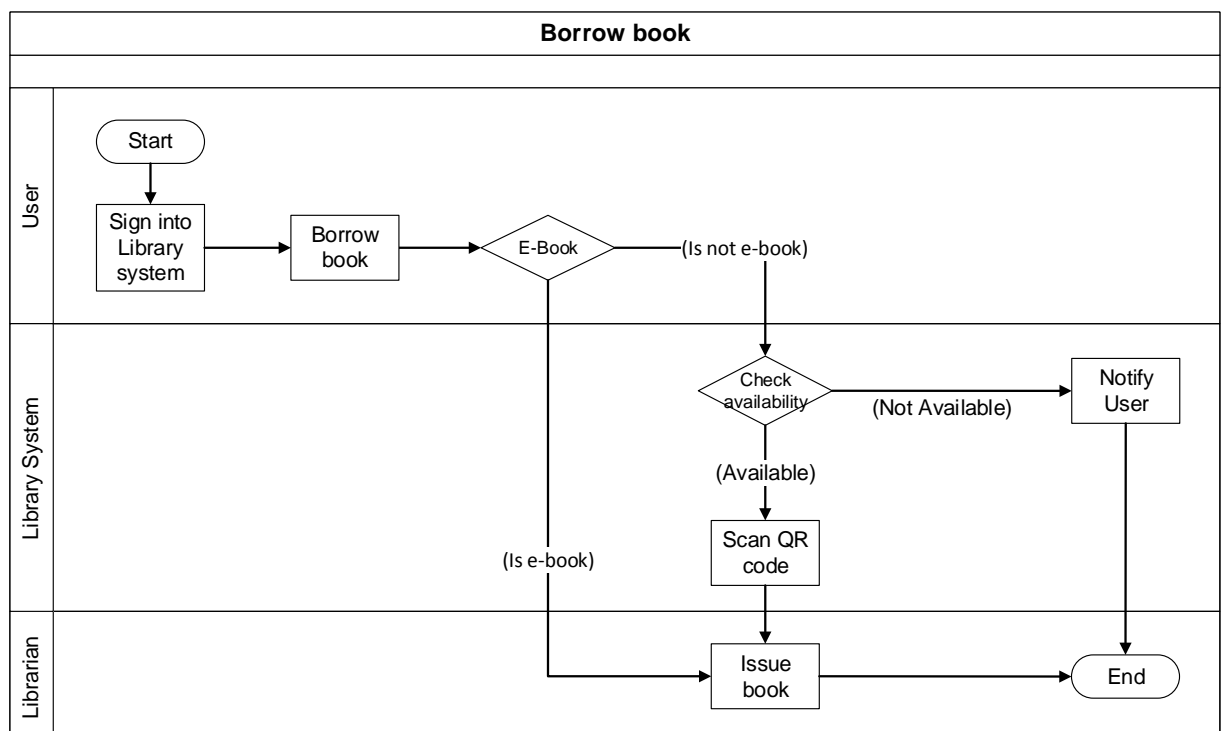 Borrow book
User
Start
Sign into
Library
system
Borrow
book
E-Book
(Is not e-book)
Library System
Check
availability
(Not Available)
Notify
User
(Available)
Scan QR
code
(Is e-book)
Librarian
Issue
book
End